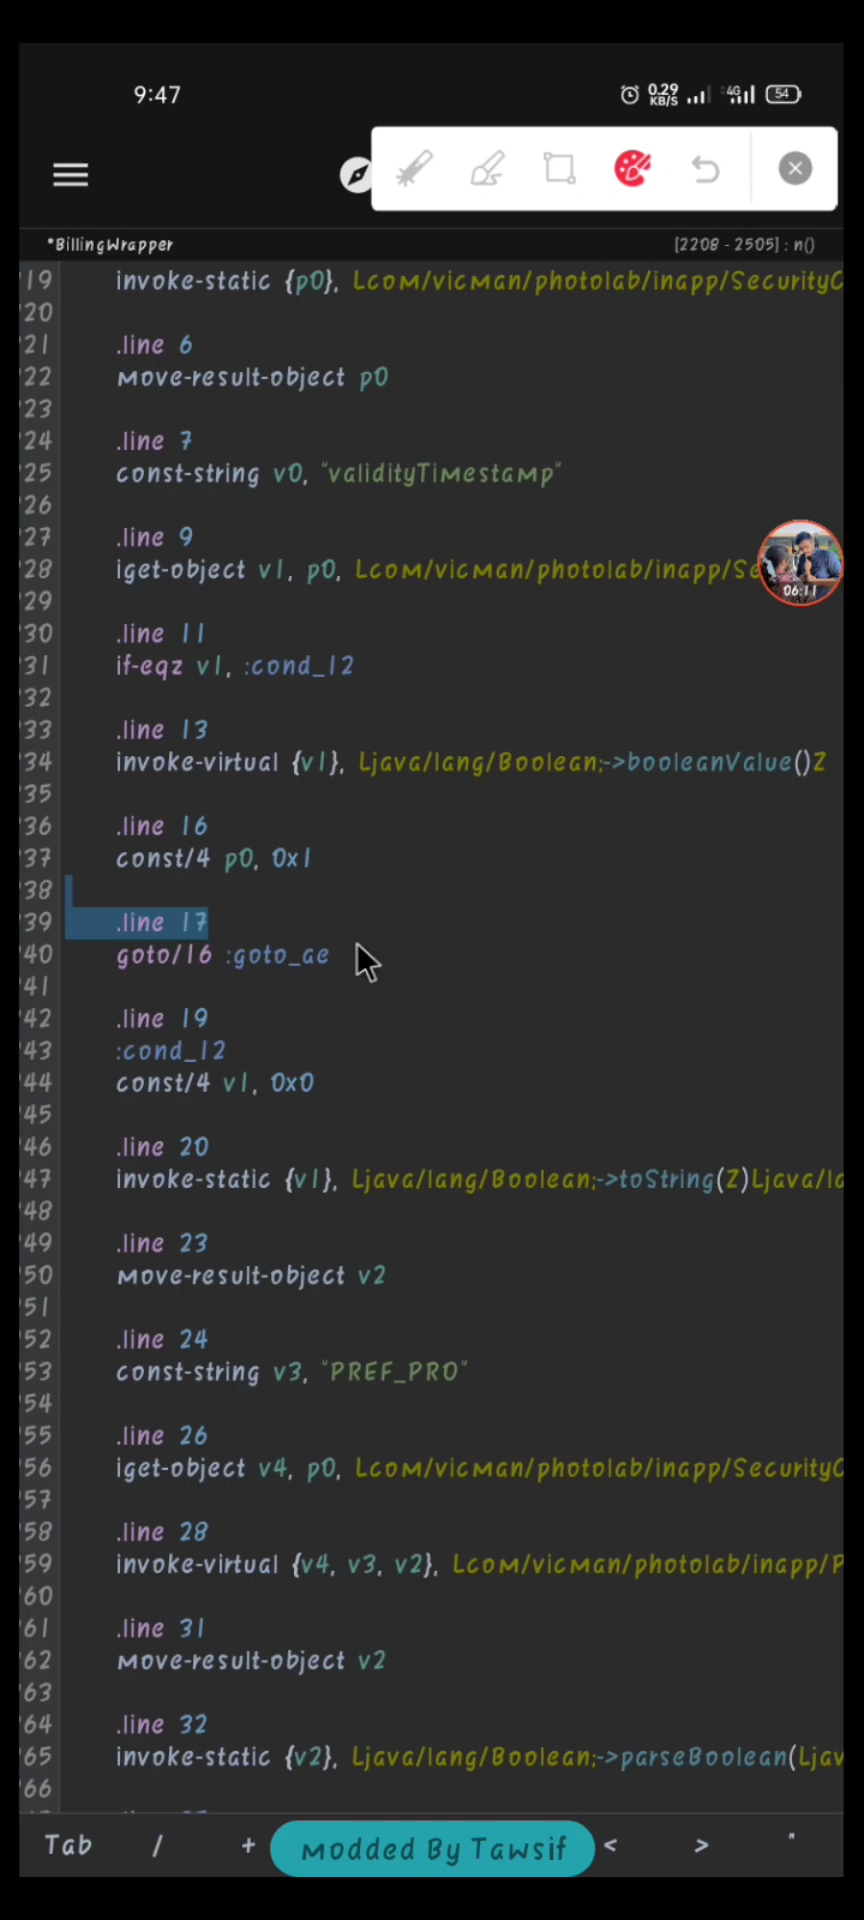 9:47
0.29 KB/S 4G 54
*BillingWrapper [2208 - 2505] : n()
'19 invoke-static {p0}, Lcom/vicman/photolab/inapp/SecurityC
'20
'21 .line 6
'22 move-result-object p0
'23
'24 .line 7
'25 const-string v0, "validityTimestamp"
'26
'27 .line 9
'28 iget-object v1, p0, Lcom/vicman/photolab/inapp/Se
06:11
'29
'30 .line 11
'31 if-eqz v1, :cond_12
'32
'33 .line 13
'34 invoke-virtual {v1}, Ljava/lang/Boolean;->booleanValue()Z
'35
'36 .line 16
'37 const/4 p0, 0x1
'38
'39 .line 17
'40 goto/16 :goto_ae
'41
'42 .line 19
'43 :cond_12
'44 const/4 v1, 0x0
'45
'46 .line 20
'47 invoke-static {v1}, Ljava/lang/Boolean;->toString(Z)Ljava/la
'48
'49 .line 23
'50 move-result-object v2
'51
'52 .line 24
'53 const-string v3, "PREF_PRO"
'54
'55 .line 26
'56 iget-object v4, p0, Lcom/vicman/photolab/inapp/SecurityC
'57
'58 .line 28
'59 invoke-virtual {v4, v3, v2}, Lcom/vicman/photolab/inapp/P
'60
'61 .line 31
'62 move-result-object v2
'63
'64 .line 32
'65 invoke-static {v2}, Ljava/lang/Boolean;->parseBoolean(Ljav
'66
Tab / + modded By Tawsif < > "